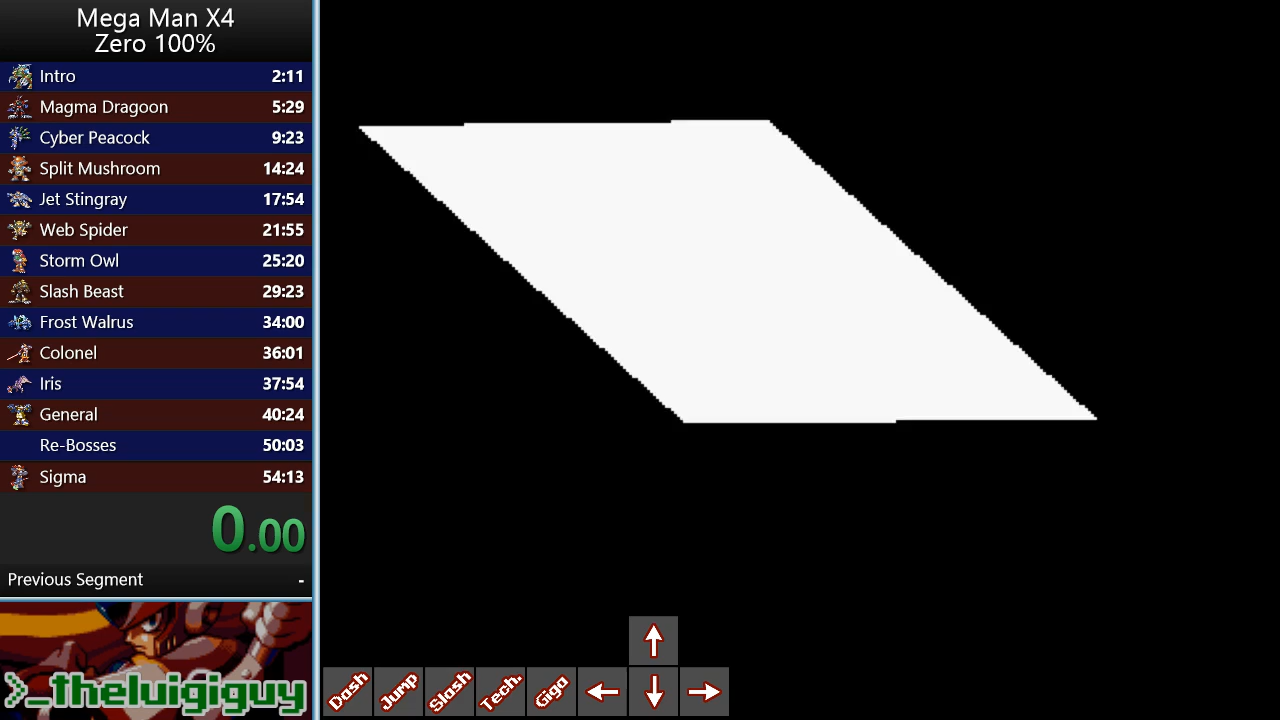 Mega Man X4
Zero 100%
Intro 2:11
Magma Dragoon 5:29
Cyber Peacock 9:23
Split Mushroom 14:24
Jet Stingray 17:54
Web Spider 21:55
Storm Owl 25:20
Slash Beast 29:23
Frost Walrus 34:00
Colonel 36:01
Iris 37:54
General 40:24
Re-Bosses 50:03
Sigma 54:13
0.00
Previous Segment -
>_theluigiguy
Dash Jump Slash Tech. Giga